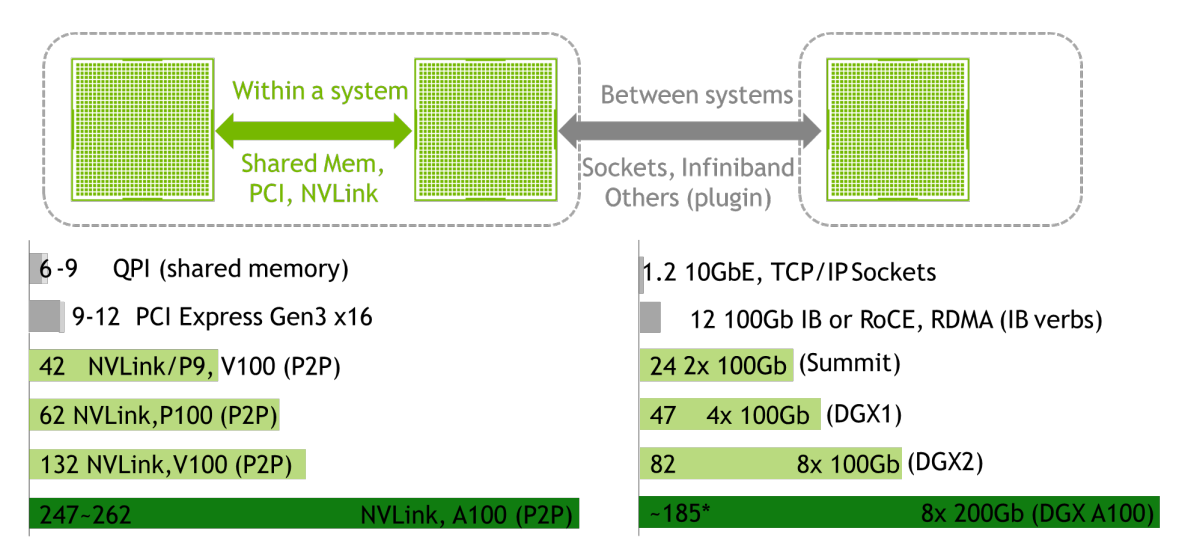 Within a system
Shared Mem,
PCI, NVLink
Between systems
Sockets, Infiniband
Others (plugin)
6-9 QPI (shared memory)
9-12 PCI Express Gen3 x16
42 NVLink/P9, V100 (P2P)
62 NVLink,P100 (P2P)
132 NVLink,V100 (P2P)
247~262 NVLink, A100 (P2P)
1.2 10GbE, TCP/IP Sockets
12 100Gb IB or RoCE, RDMA (IB verbs)
24 2x 100Gb (Summit)
47 4x 100Gb (DGX1)
82 8x 100Gb (DGX2)
~185* 8x 200Gb (DGX A100)